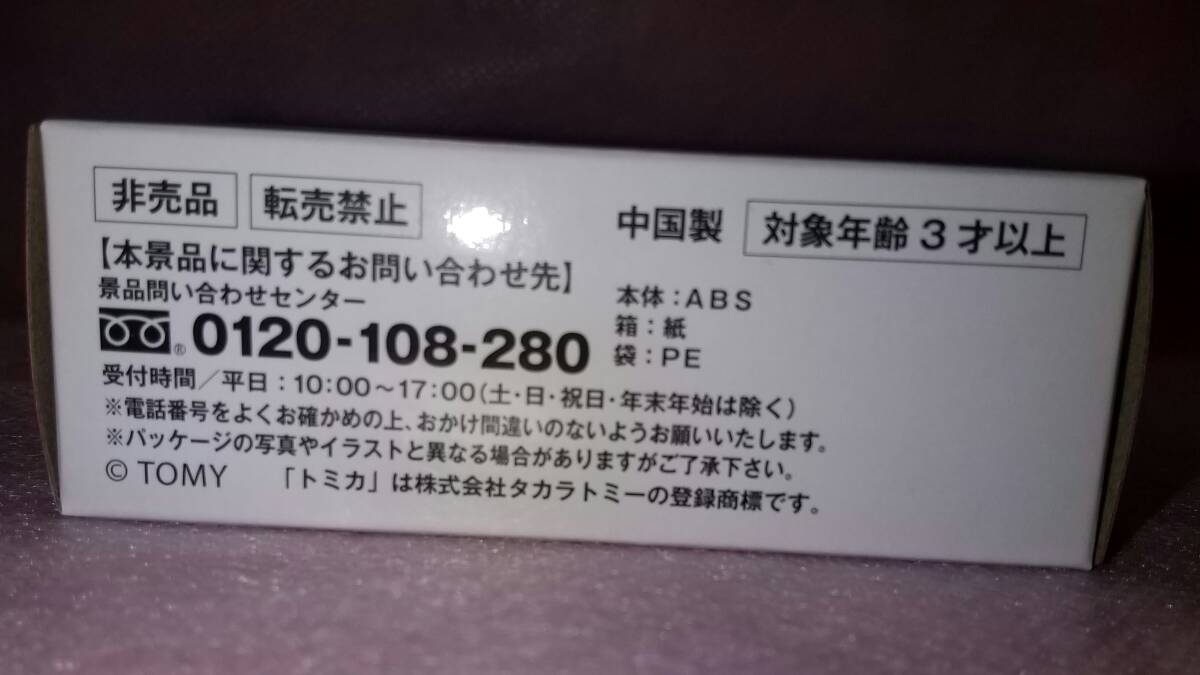 非売品 転売禁止
中国製 対象年齢3才以上
【本景品に関するお問い合わせ先】
景品問い合わせセンター
® 0120-108-280
本体：ABS
箱：紙
袋：PE
受付時間／平日：10:00～17:00（土・日・祝日・年末年始は除く）
※電話番号をよくお確かめの上、おかけ間違いのないようお願いいたします。
※パッケージの写真やイラストと異なる場合がありますがご了承下さい。
© TOMY 「トミカ」は株式会社タカラトミーの登録商標です。